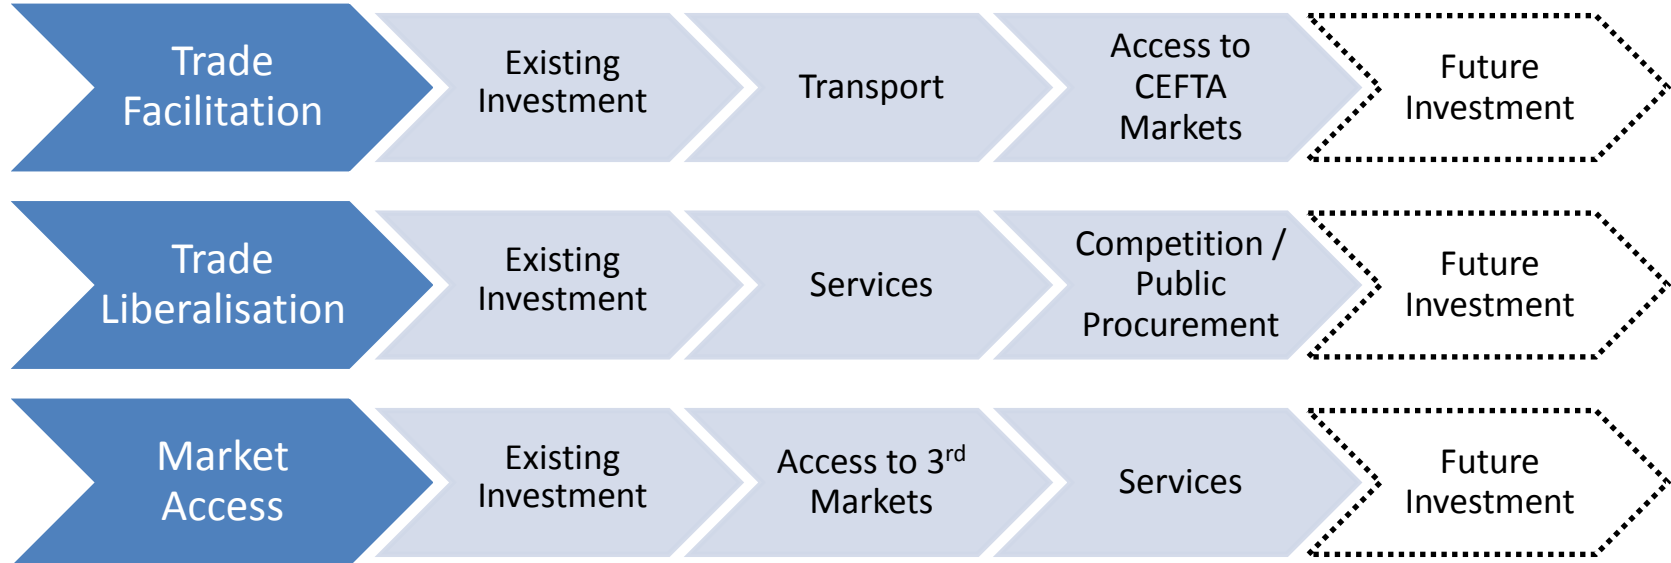 Trade
Facilitation
Existing
Investment
Transport
Access to
CEFTA
Markets
Future
Investment
Trade
Liberalisation
Existing
Investment
Services
Competition /
Public
Procurement
Future
Investment
Market
Access
Existing
Investment
Access to 3rd
Markets
Services
Future
Investment